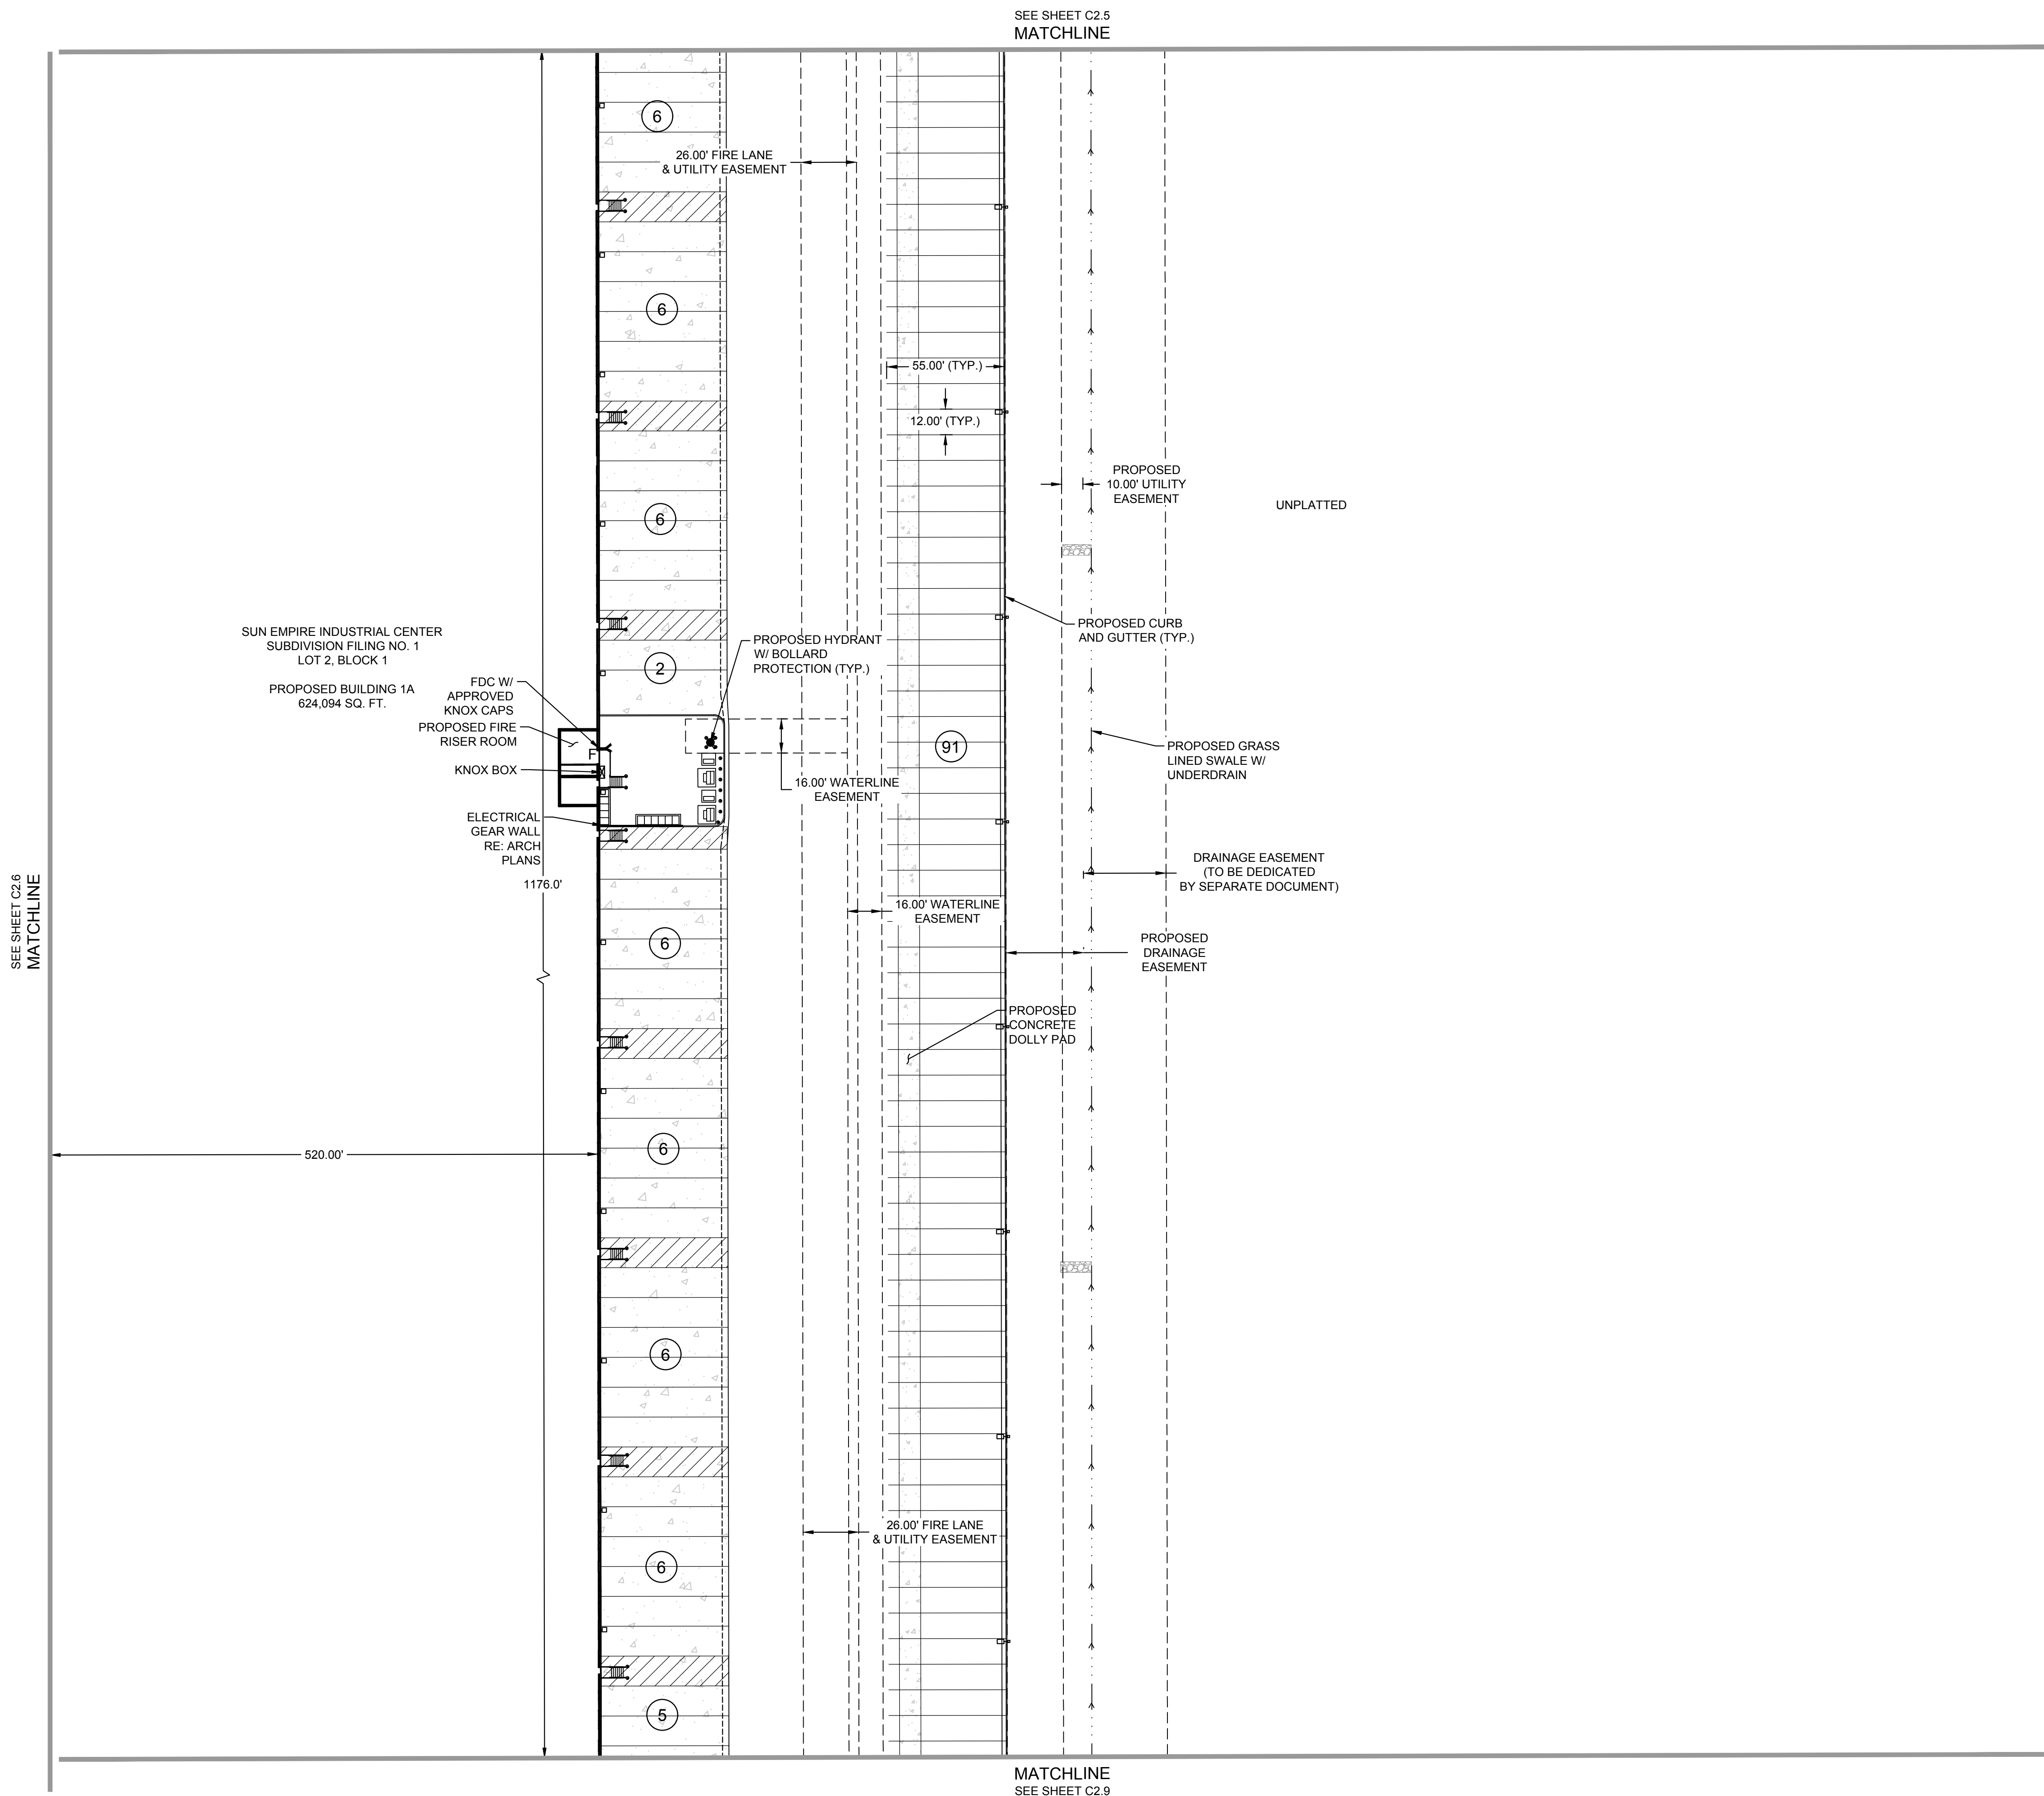 SEE SHEET C2.5
MATCHLINE
6
26.00' FIRE LANE
& UTILITY EASEMENT
6
55.00' (TYP.)
12.00' (TYP.)
PROPOSED
10.00' UTILITY
EASEMENT
UNPLATTED
6
PROPOSED CURB
AND GUTTER (TYP.)
SUN EMPIRE INDUSTRIAL CENTER
SUBDIVISION FILING NO. 1
LOT 2, BLOCK 1
PROPOSED BUILDING 1A
624,094 SQ. FT.
2
PROPOSED HYDRANT
W/ BOLLARD
PROTECTION (TYP.)
FDC W/
APPROVED
KNOX CAPS
PROPOSED FIRE
RISER ROOM
F
KNOX BOX
91
PROPOSED GRASS
LINED SWALE W/
UNDERDRAIN
16.00' WATERLINE
EASEMENT
ELECTRICAL
GEAR WALL
RE: ARCH
PLANS
1176.0'
DRAINAGE EASEMENT
(TO BE DEDICATED
BY SEPARATE DOCUMENT)
SEE SHEET C2.6
MATCHLINE
16.00' WATERLINE
EASEMENT
6
PROPOSED
DRAINAGE
EASEMENT
PROPOSED
CONCRETE
DOLLY PAD
6
520.00'
6
26.00' FIRE LANE
& UTILITY EASEMENT
6
5
MATCHLINE
SEE SHEET C2.9